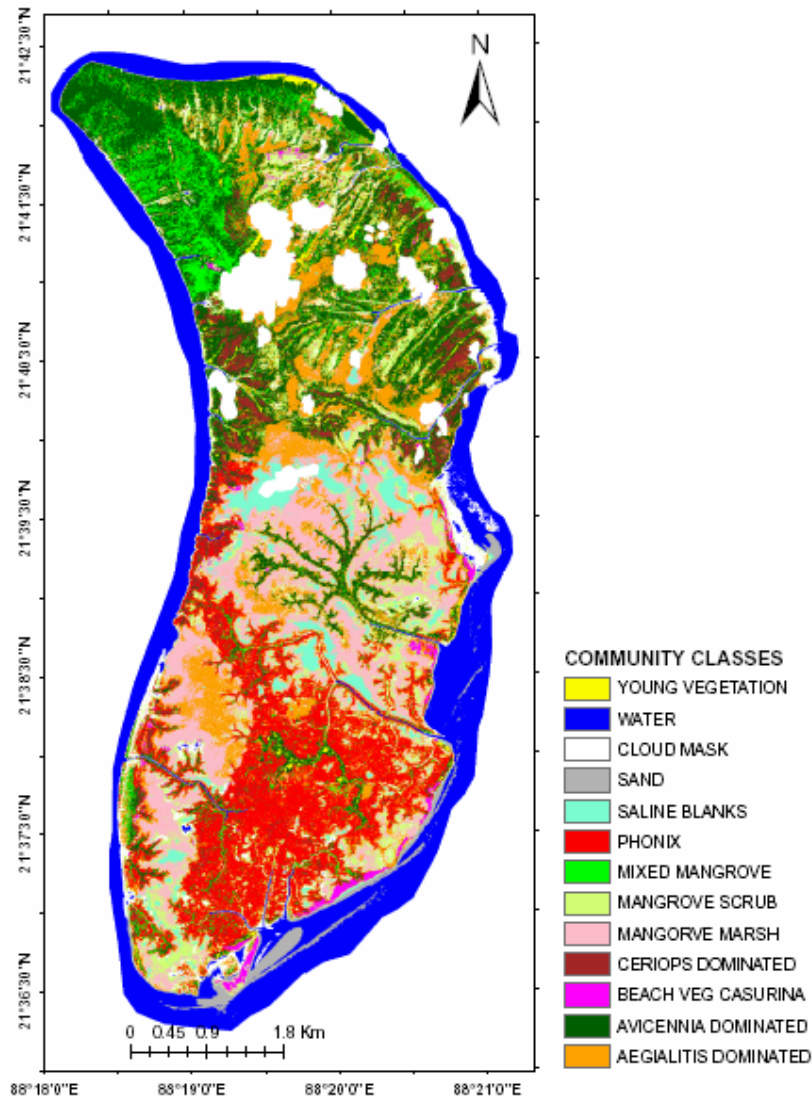 N
21°42'30"N
21°41'30"N
21°40'30"N
21°39'30"N
21°38'30"N
21°37'30"N
21°36'30"N
COMMUNITY CLASSES
YOUNG VEGETATION
WATER
CLOUD MASK
SAND
SALINE BLANKS
PHONIX
MIXED MANGROVE
MANGROVE SCRUB
MANGORVE MARSH
CERIOPS DOMINATED
BEACH VEG CASURINA
AVICENNIA DOMINATED
AEGIALITIS DOMINATED
0 0.45 0.9 1.8 Km
88°18'0"E 88°19'0"E 88°20'0"E 88°21'0"E